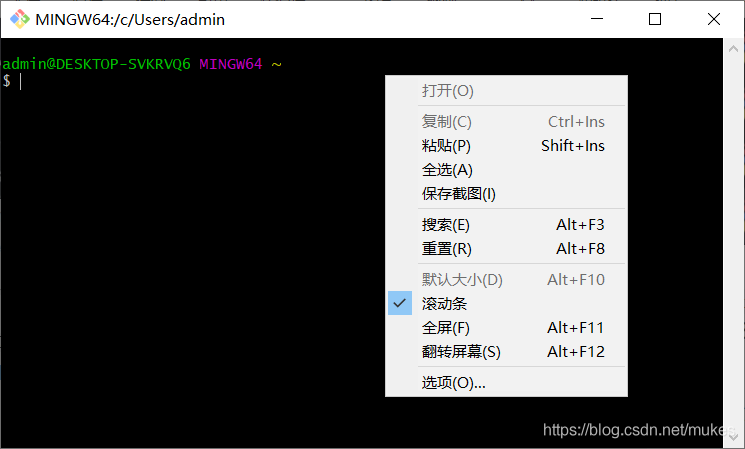 MINGW64:/c/Users/admin
admin@DESKTOP-SVKRVQ6 MINGW64 ~
$
打开(O)
复制(C) Ctrl+Ins
粘贴(P) Shift+Ins
全选(A)
保存截图(I)
搜索(E) Alt+F3
重置(R) Alt+F8
默认大小(D) Alt+F10
滚动条
全屏(F) Alt+F11
翻转屏幕(S) Alt+F12
选项(O)...
https://blog.csdn.net/mukes